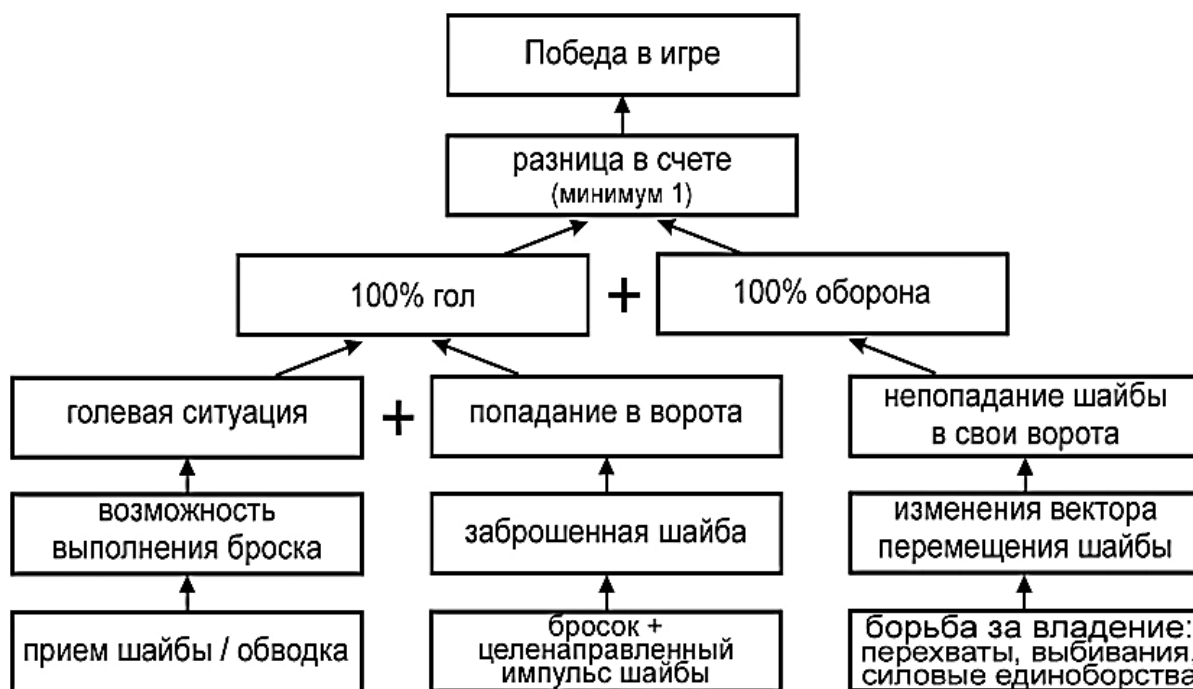 Победа в игре
разница в счете
(минимум 1)
100% гол
+
100% оборона
голевая ситуация
+
попадание в ворота
непопадание шайбы
в свои ворота
возможность
выполнения броска
заброшенная шайба
изменения вектора
перемещения шайбы
прием шайбы / обводка
бросок +
целенаправленный
импульс шайбы
борьба за владение:
перехваты, выбивания,
силовые единоборства